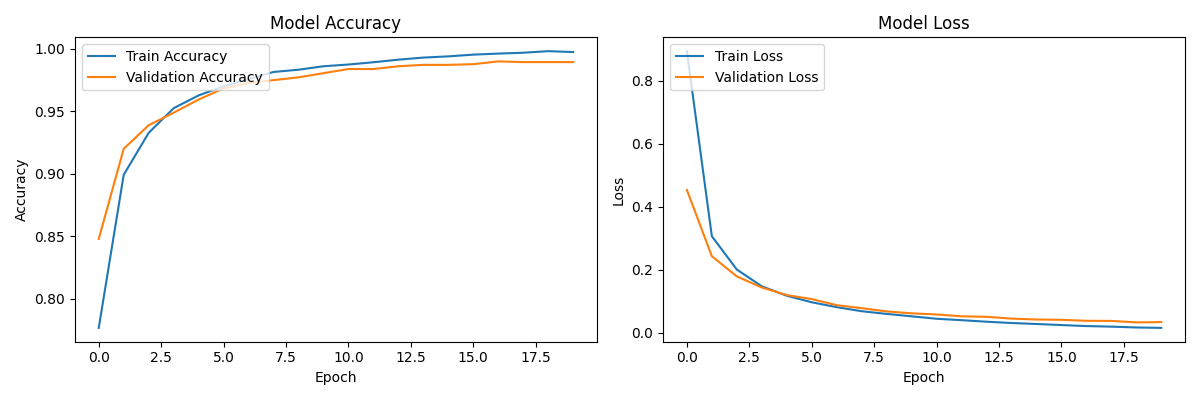 Model Accuracy
Train Accuracy
Validation Accuracy
1.00
0.95
0.90
0.85
0.80
Accuracy
0.0 2.5 5.0 7.5 10.0 12.5 15.0 17.5
Epoch
Model Loss
Train Loss
Validation Loss
0.8
0.6
0.4
0.2
0.0
Loss
0.0 2.5 5.0 7.5 10.0 12.5 15.0 17.5
Epoch